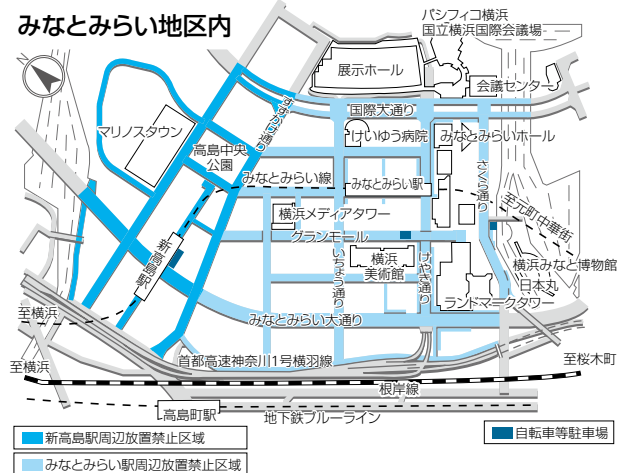 みなとみらい地区内
パシフィコ横浜
国立横浜国際会議場
N
展示ホール
会議センター
国際大通り
すずかけ通り
マリノスタウン
けいゆう病院
みなとみらいホール
高島中央
公園
さくら通り
みなとみらい線
みなとみらい駅
至元町中華街
横浜メディアタワー
グランモール
新高島駅
いちょう通り
横浜
美術館
けやき通り
横浜みなと博物館
日本丸
ランドマークタワー
みなとみらい大通り
至横浜
首都高速神奈川1号横羽線
至横浜
至桜木町
根岸線
高島町駅
地下鉄ブルーライン
新高島駅周辺放置禁止区域
自転車等駐車場
みなとみらい駅周辺放置禁止区域